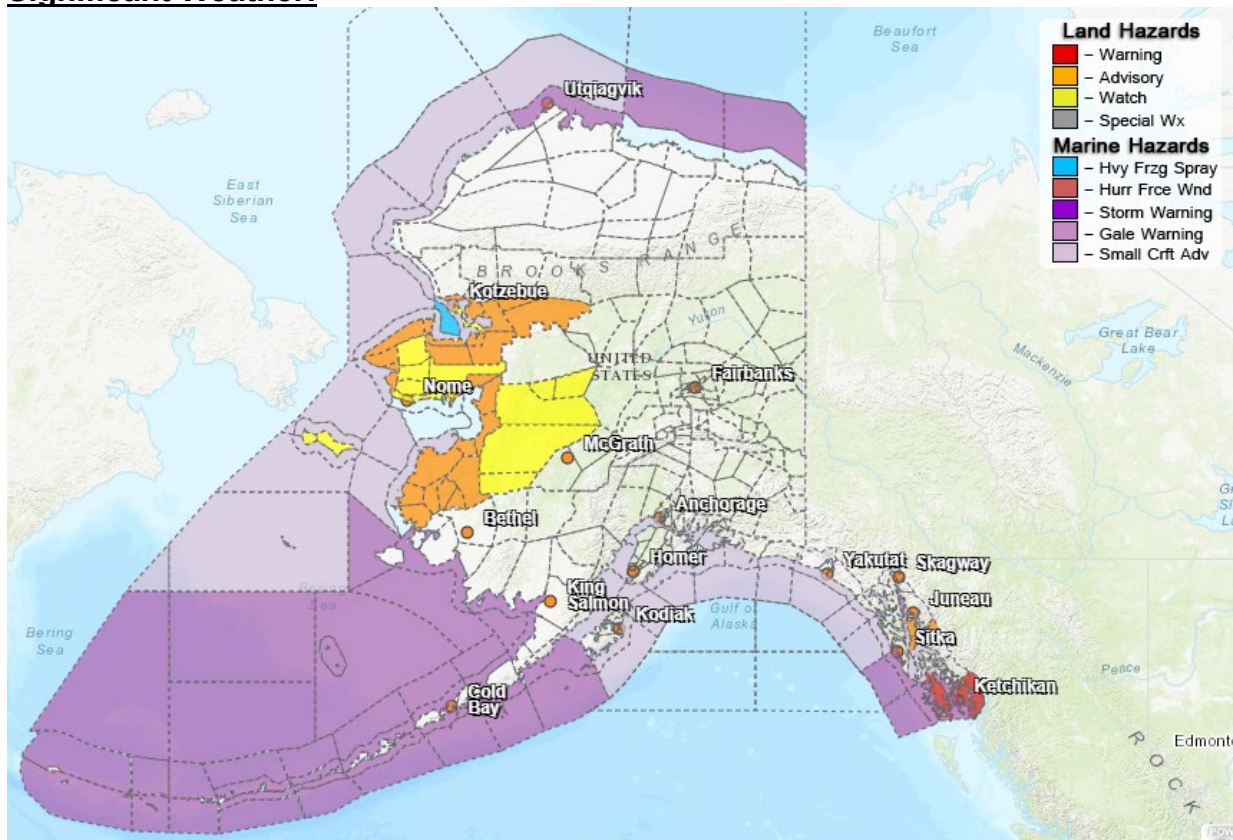 Beaufort
Sea
Land Hazards
– Warning
– Advisory
– Watch
– Special Wx
Marine Hazards
– Hvy Frzg Spray
– Hurr Frce Wnd
– Storm Warning
– Gale Warning
– Small Crft Adv
Utqiagvik
East
Siberian
Sea
BROOKS RANGE
Kotzebue
Yukon
Great Bear
Lake
Mackenzie
UNITED
STATES
Fairbanks
Nome
McGrath
Anchorage
Bethel
Homer
Yakutat
Skagway
King
Salmon
Kodiak
Gulf of
Alaska
Juneau
Sitka
Bering
Sea
Peace
Ketchikan
Cold
Bay
Edmont
ROCK
POW